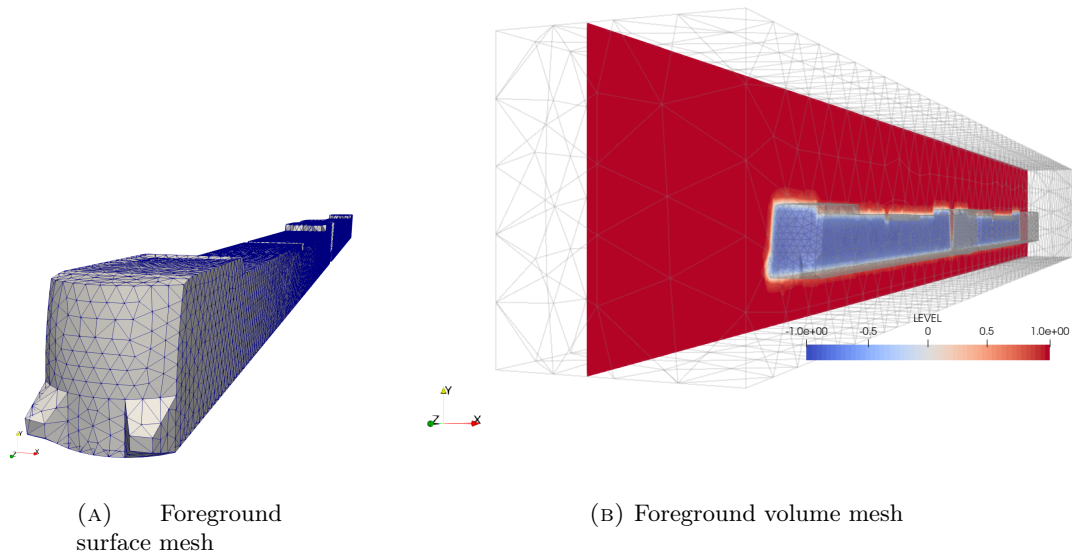 LEVEL
-1.0e+00 -0.5 0 0.5 1.0e+00
Y
Z X
Y
Z X
(A) Foreground
surface mesh
(B) Foreground volume mesh